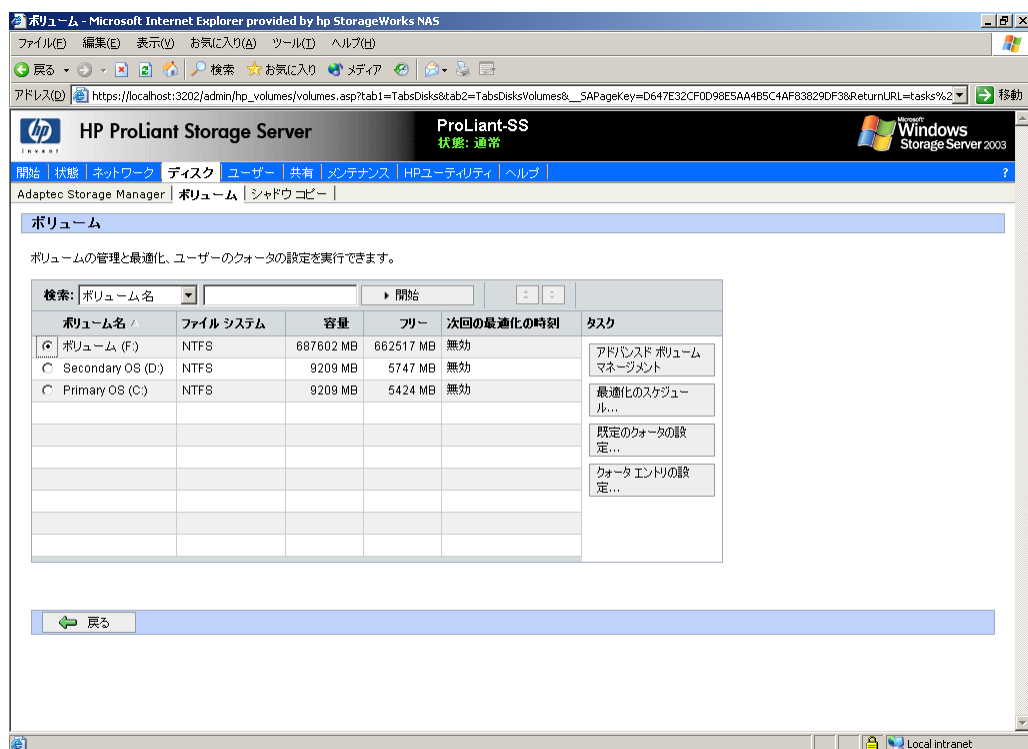 ボリューム - Microsoft Internet Explorer provided by hp StorageWorks NAS
ファイル(F) 編集(E) 表示(V) お気に入り(A) ツール(T) ヘルプ(H)
戻る 検索 お気に入り メディア
アドレス(D) https://localhost:3202/admin/hp_volumes/volumes.asp?tab1=TabsDisks&tab2=TabsDisksVolumes&__SAPageKey=D647E32CF0D98E5AA4B5C4AF83829DF3&ReturnURL=tasks%2 移動
hp invent
HP ProLiant Storage Server
ProLiant-SS
状態: 通常
Microsoft
Windows
Storage Server 2003
開始 状態 ネットワーク ディスク ユーザー 共有 メンテナンス HPユーティリティ ヘルプ ?
Adaptec Storage Manager ボリューム シャドウ コピー
ボリューム
ボリュームの管理と最適化、ユーザーのクォータの設定を実行できます。
検索: ボリューム名 開始
ボリューム名 ファイル システム 容量 フリー 次回の最適化の時刻 タスク
ボリューム (F:) NTFS 687602 MB 662517 MB 無効
Secondary OS (D:) NTFS 9209 MB 5747 MB 無効
Primary OS (C:) NTFS 9209 MB 5424 MB 無効
アドバンスド ボリューム
マネージメント
最適化のスケジュー
ル...
既定のクォータの設
定...
クォータ エントリの設
定...
戻る
Local intranet